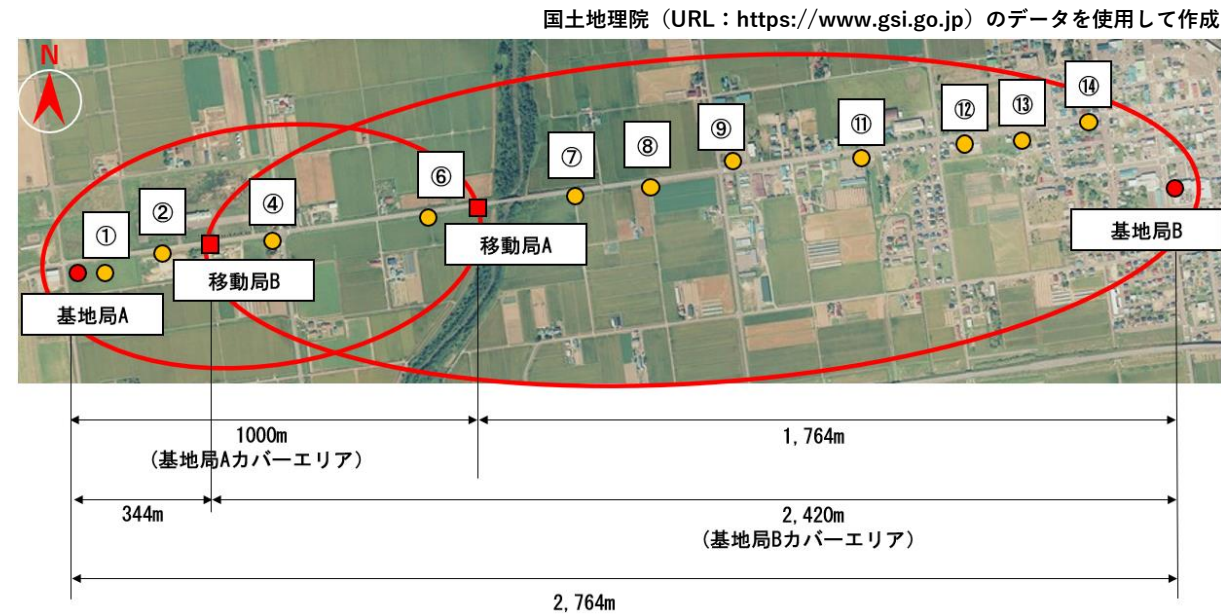 国土地理院（URL：https://www.gsi.go.jp）のデータを使用して作成
N
①
②
④
⑥
⑦
⑧
⑨
⑪
⑫
⑬
⑭
基地局A
移動局B
移動局A
基地局B
1000m
（基地局Aカバーエリア）
1,764m
344m
2,420m
（基地局Bカバーエリア）
2,764m